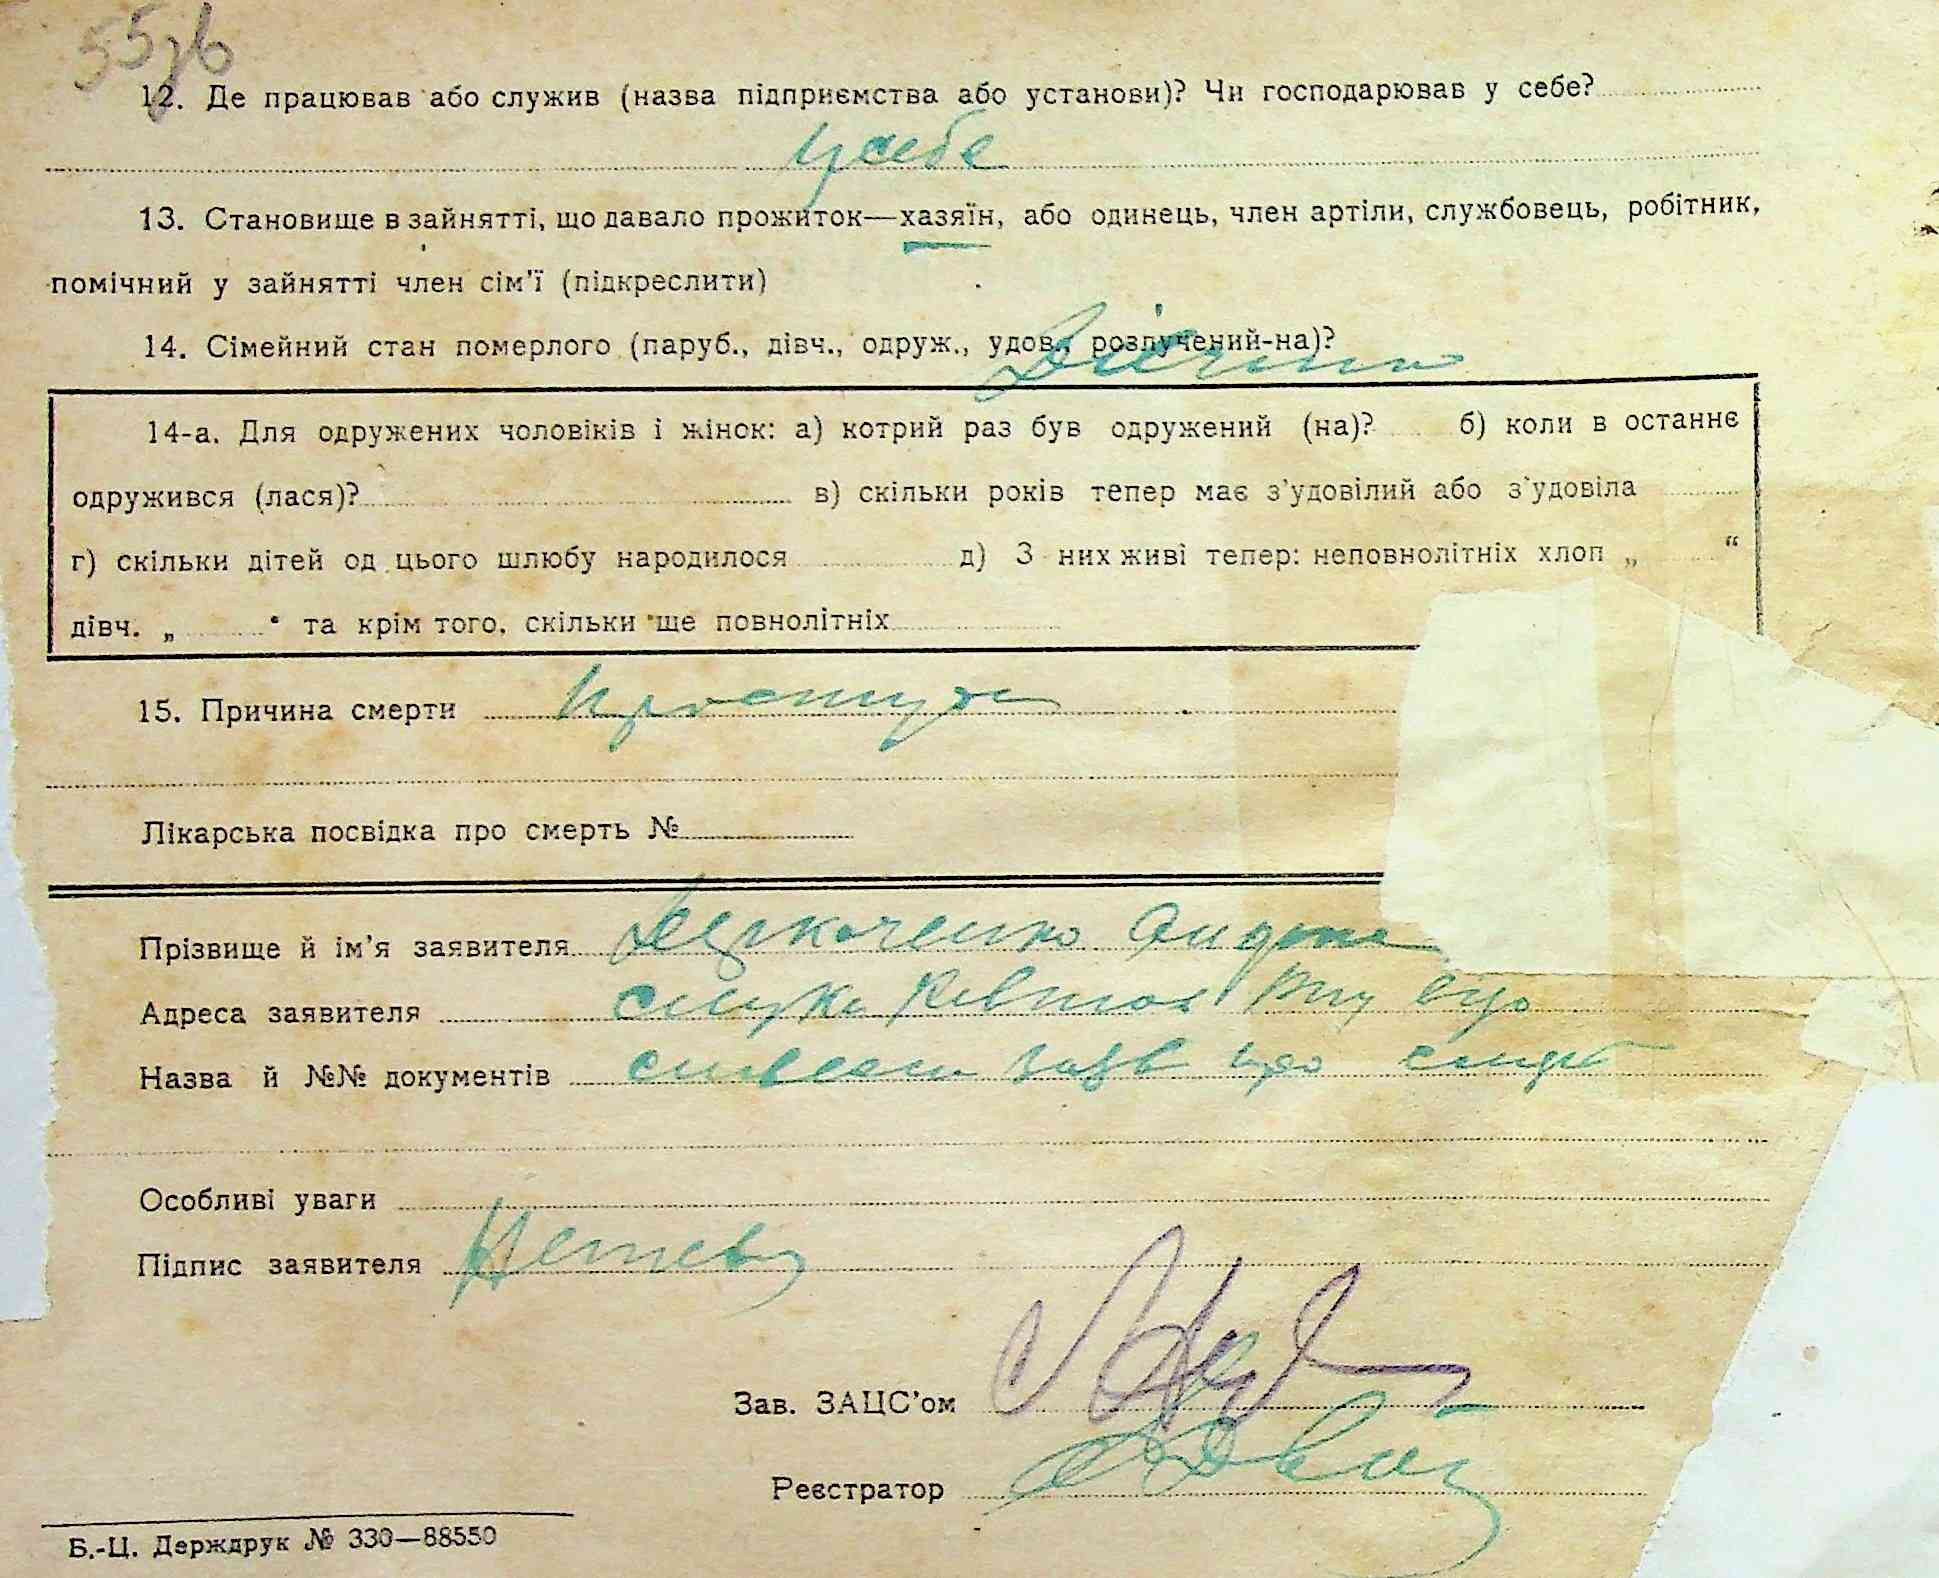 55зв
12. Де працював або служив (назва підприємства або установи)? Чи господарював у себе?
у себе
13. Становище в зайнятті, що давало прожиток—хазяїн, або одинець, член артіли, службовець, робітник,
помічний у зайнятті член сім'ї (підкреслити)
14. Сімейний стан померлого (паруб., дівч., одруж., удов., розлучений-на)?
Дівчина
14-а. Для одружених чоловіків і жінок: а) котрий раз був одружений (на)? б) коли в останнє
одружився (лася)? в) скільки років тепер має з'удовілий або з'удовіла
г) скільки дітей од цього шлюбу народилося д) З них живі тепер: неповнолітніх хлоп „ “
дівч. „ “ та крім того, скільки ще повнолітніх
15. Причина смерти Простуда
Лікарська посвідка про смерть №
Прізвище й ім'я заявителя
Адреса заявителя
Назва й №№ документів
Особливі уваги
Підпис заявителя
Зав. ЗАЦС'ом
Реєстратор
Б.-Ц. Держдрук № 330—88550